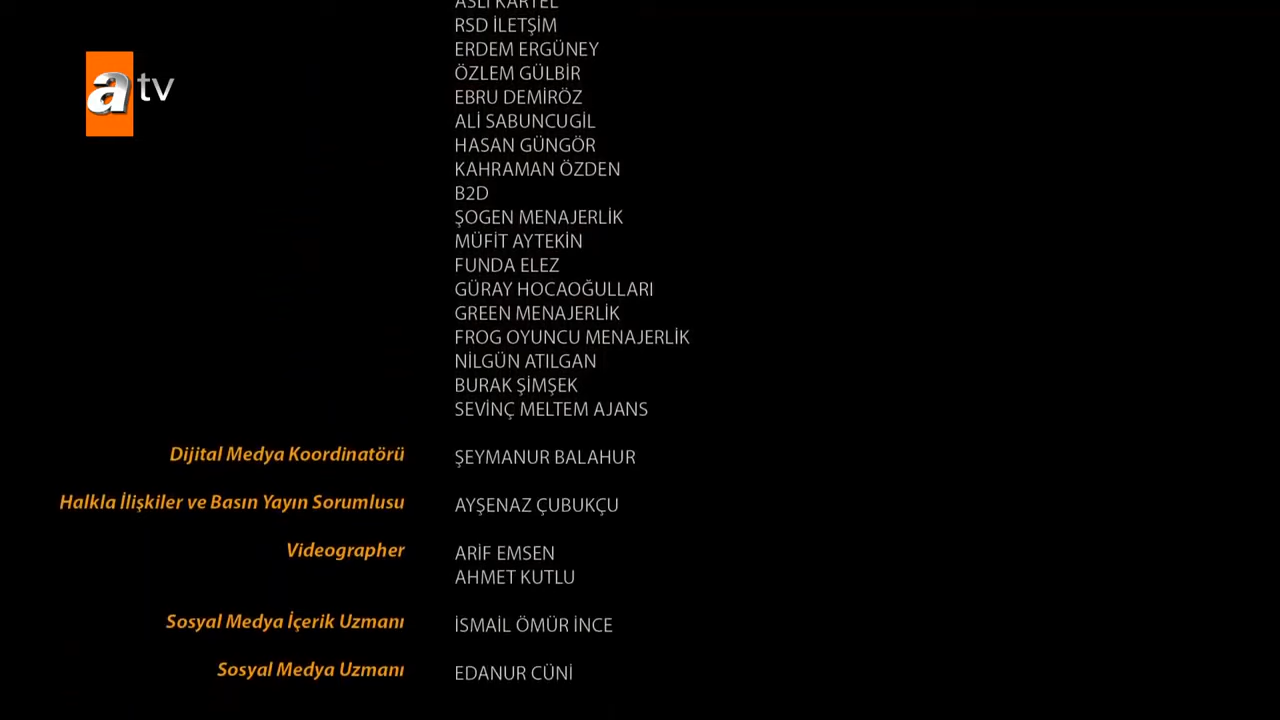 ASLI KARTEL
RSD İLETŞİM
ERDEM ERGÜNEY
atv
ÖZLEM GÜLBİR
EBRU DEMİRÖZ
ALİ SABUNCUGİL
HASAN GÜNGÖR
KAHRAMAN ÖZDEN
B2D
ŞOGEN MENAJERLİK
MÜFİT AYTEKİN
FUNDA ELEZ
GÜRAY HOCAOĞULLARI
GREEN MENAJERLİK
FROG OYUNCU MENAJERLİK
NİLGÜN ATILGAN
BURAK ŞİMŞEK
SEVİNÇ MELTEM AJANS
Dijital Medya Koordinatörü ŞEYMANUR BALAHUR
Halkla İlişkiler ve Basın Yayın Sorumlusu AYŞENAZ ÇUBUKÇU
Videographer ARİF EMSEN
AHMET KUTLU
Sosyal Medya İçerik Uzmanı İSMAİL ÖMÜR İNCE
Sosyal Medya Uzmanı EDANUR CÜNİ